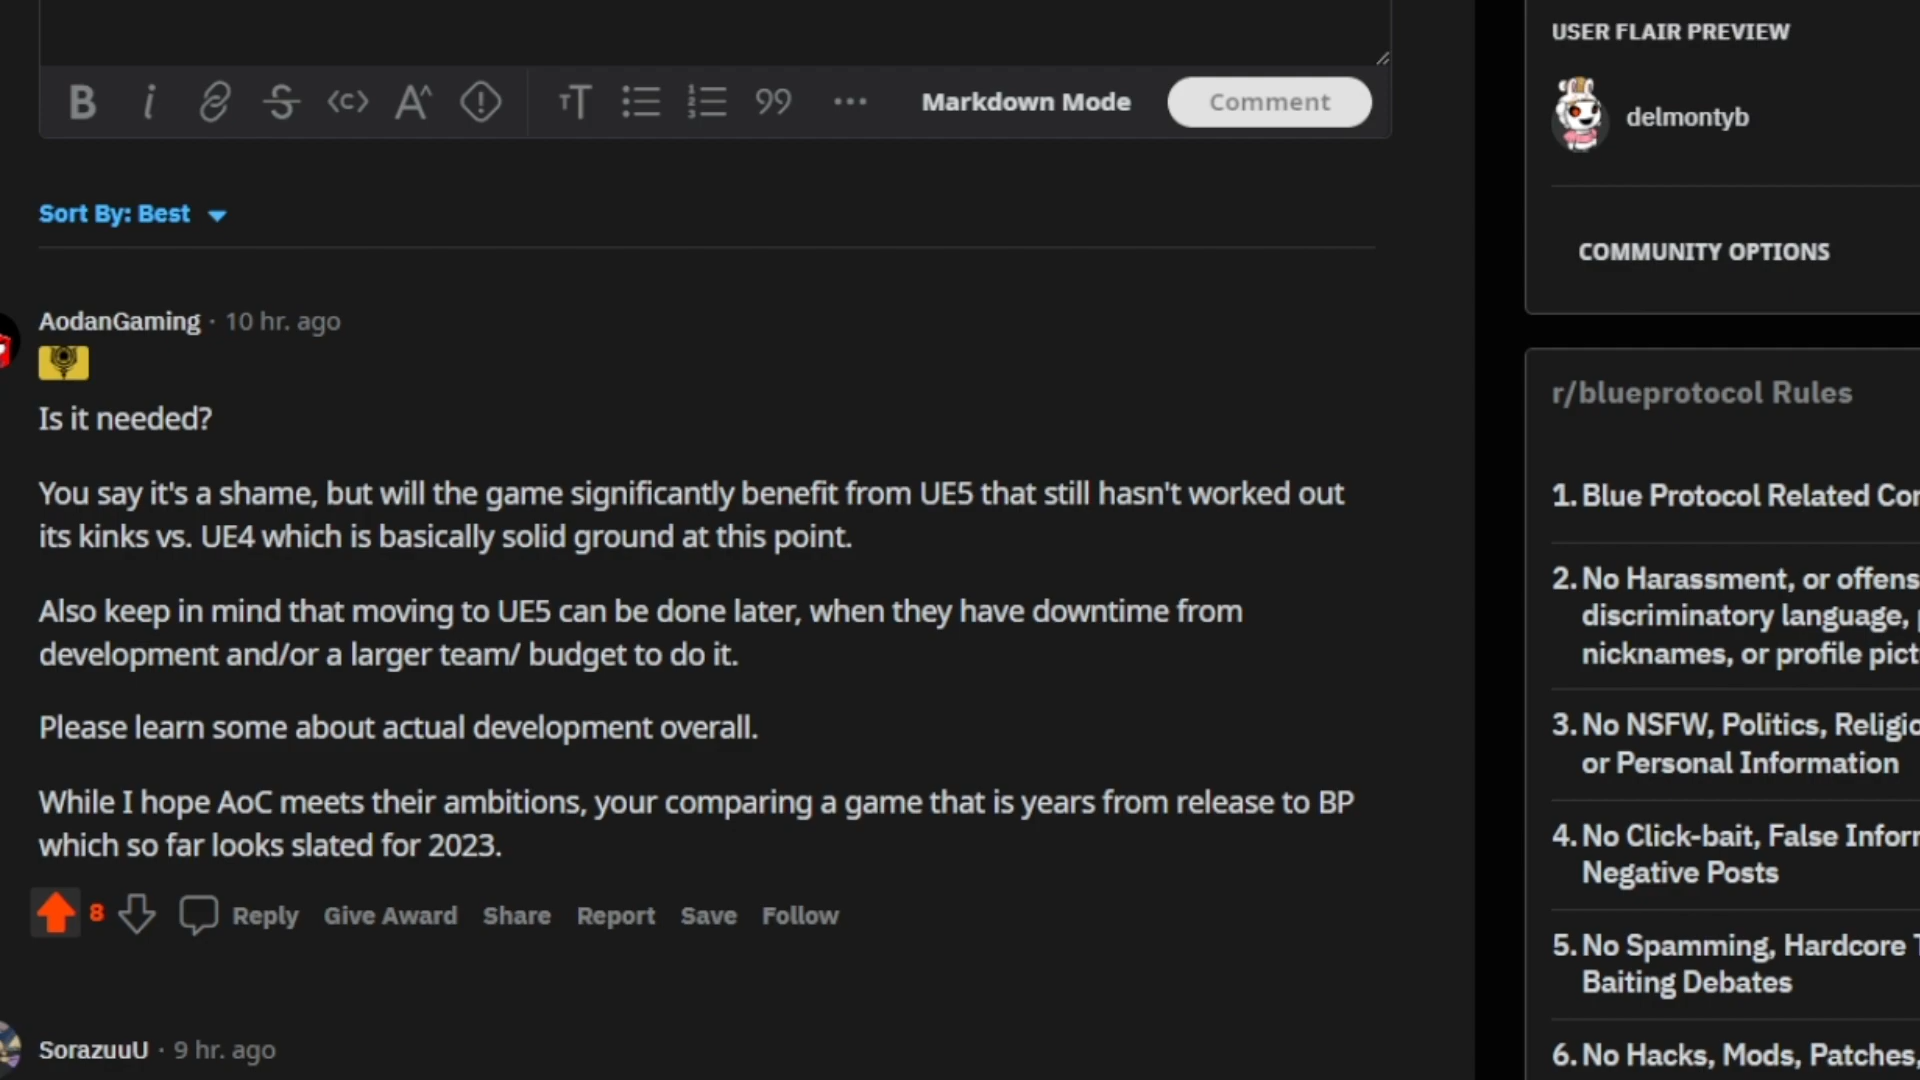 Markdown Mode
Comment
Sort By: Best
AodanGaming · 10 hr. ago
Is it needed?
You say it's a shame, but will the game significantly benefit from UE5 that still hasn't worked out
its kinks vs. UE4 which is basically solid ground at this point.
Also keep in mind that moving to UE5 can be done later, when they have downtime from
development and/or a larger team/ budget to do it.
Please learn some about actual development overall.
While I hope AoC meets their ambitions, your comparing a game that is years from release to BP
which so far looks slated for 2023.
8 Reply Give Award Share Report Save Follow
SorazuuU · 9 hr. ago
USER FLAIR PREVIEW
delmontyb
COMMUNITY OPTIONS
r/blueprotocol Rules
1. Blue Protocol Related
2. No Harassment, or
discriminatory language,
nicknames, or profile
3. No NSFW, Politics,
or Personal Information
4. No Click-bait, False
Negative Posts
5. No Spamming, Hardcore
Baiting Debates
6. No Hacks, Mods, Patches,